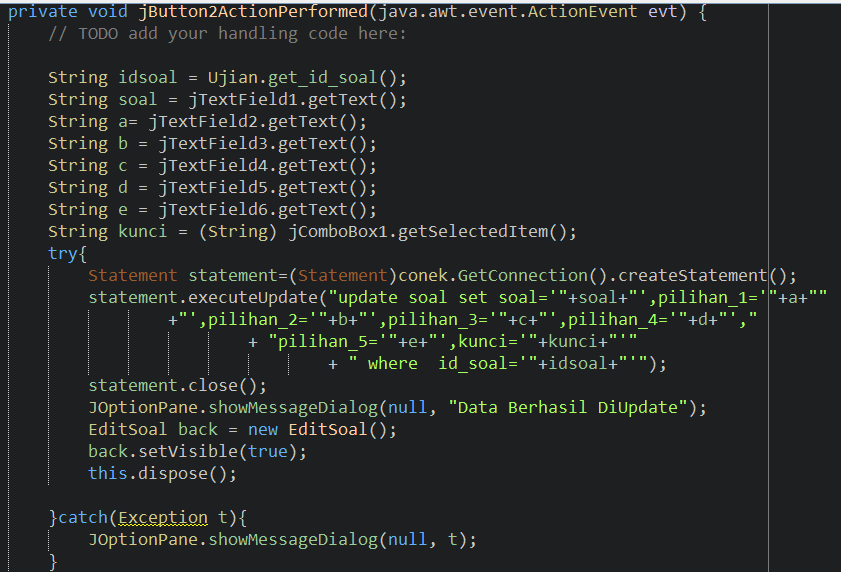 private void jButton2ActionPerformed(java.awt.event.ActionEvent evt) {
// TODO add your handling code here:
String idsoal = Ujian.get_id_soal();
String soal = jTextField1.getText();
String a= jTextField2.getText();
String b = jTextField3.getText();
String c = jTextField4.getText();
String d = jTextField5.getText();
String e = jTextField6.getText();
String kunci = (String) jComboBox1.getSelectedItem();
try{
Statement statement=(Statement)conek.GetConnection().createStatement();
statement.executeUpdate("update soal set soal='"+soal+"',pilihan_1='"+a+""
+"',pilihan_2='"+b+"',pilihan_3='"+c+"',pilihan_4='"+d+"',"
+ "pilihan_5='"+e+"',kunci='"+kunci+"'"
+ " where  id_soal='"+idsoal+"'");
statement.close();
JOptionPane.showMessageDialog(null, "Data Berhasil DiUpdate");
EditSoal back = new EditSoal();
back.setVisible(true);
this.dispose();
}catch(Exception t){
JOptionPane.showMessageDialog(null, t);
}